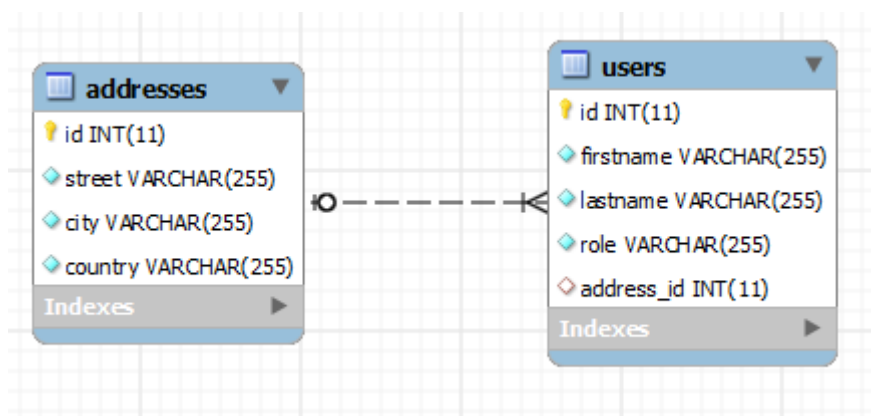 addresses
id INT(11)
street VARCHAR(255)
city VARCHAR(255)
country VARCHAR(255)
Indexes
users
id INT(11)
firstname VARCHAR(255)
lastname VARCHAR(255)
role VARCHAR(255)
address_id INT(11)
Indexes